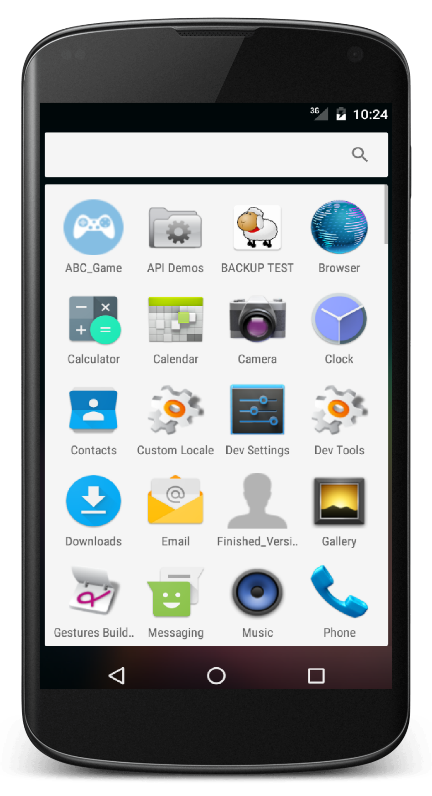 3G 10:24
ABC_Game API Demos BACKUP TEST Browser
Calculator Calendar Camera Clock
Contacts Custom Locale Dev Settings Dev Tools
Downloads Email Finished_Versi.. Gallery
Gestures Build.. Messaging Music Phone